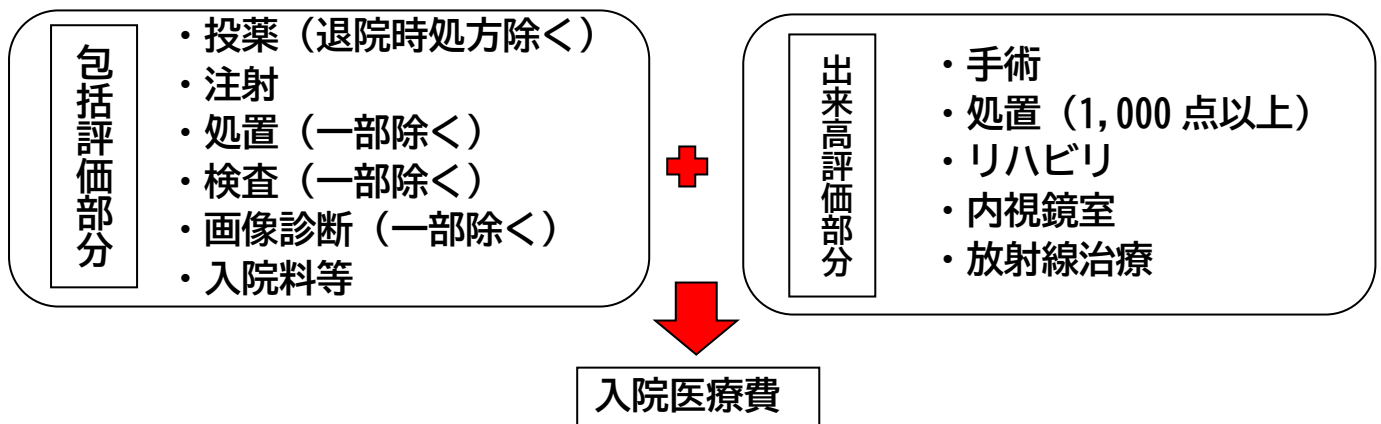 包括評価部分
・投薬（退院時処方除く）
・注射
・処置（一部除く）
・検査（一部除く）
・画像診断（一部除く）
・入院料等
出来高評価部分
・手術
・処置（1,000 点以上）
・リハビリ
・内視鏡室
・放射線治療
入院医療費